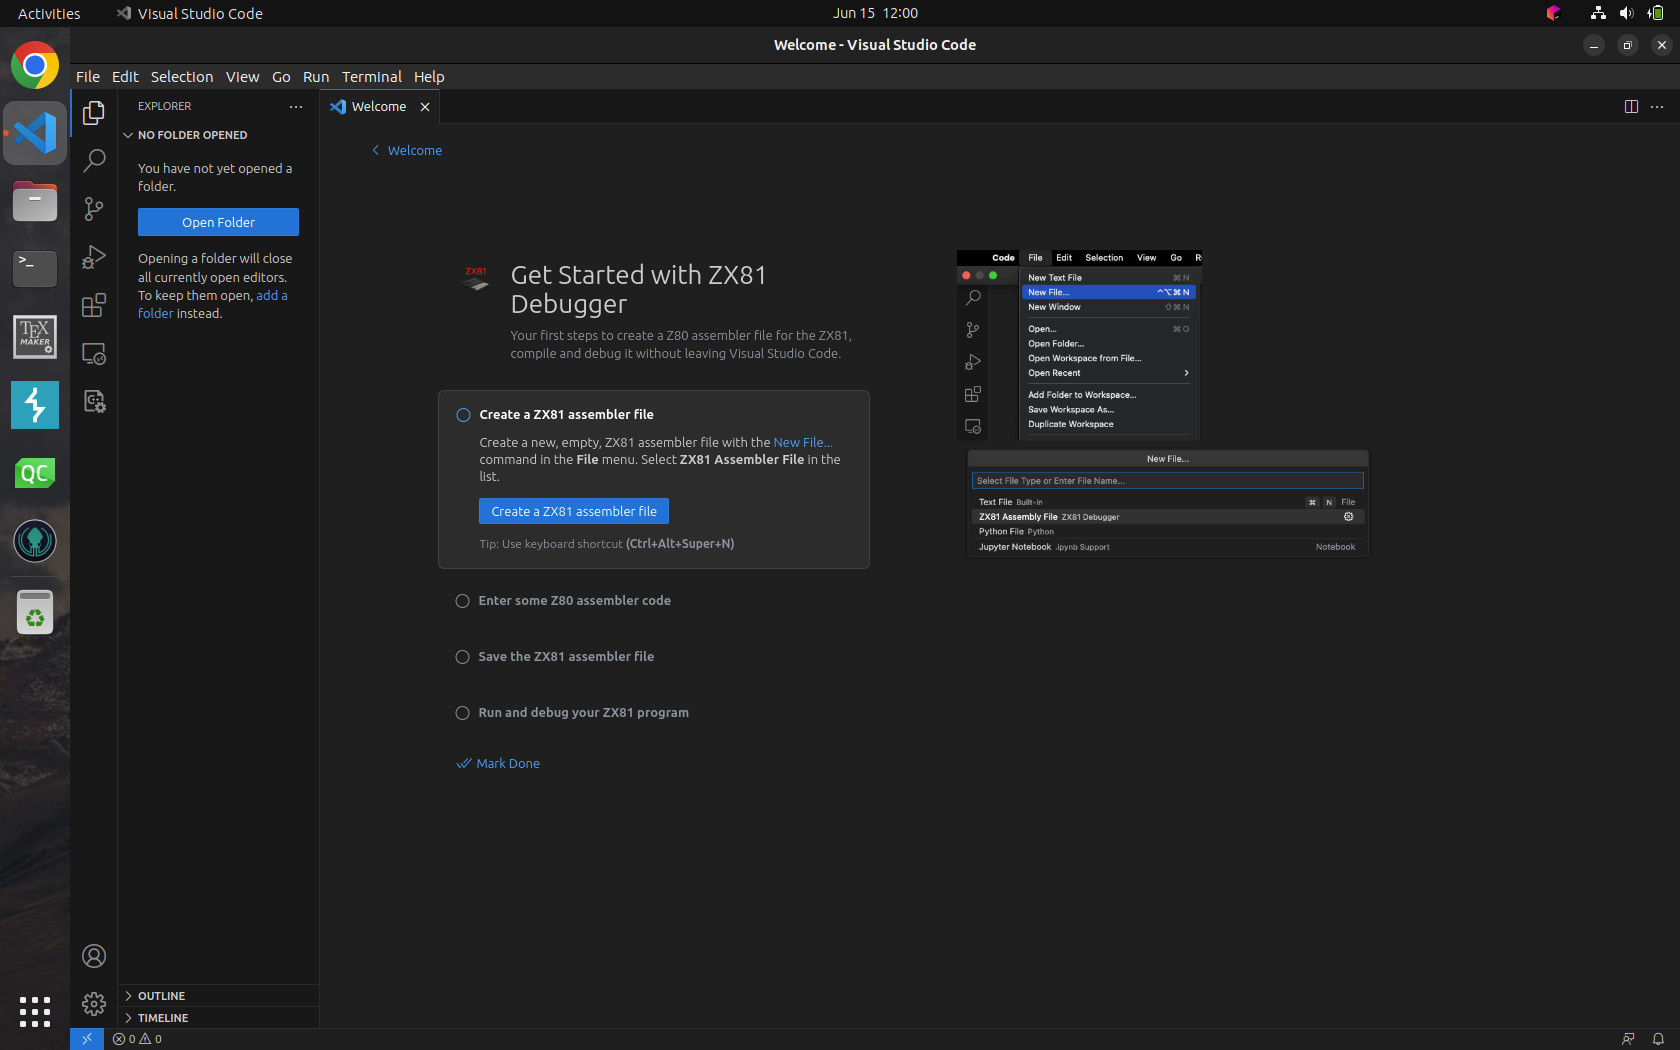 Activities
Visual Studio Code
Jun 15 12:00
Welcome - Visual Studio Code
File Edit Selection View Go Run Terminal Help
EXPLORER
NO FOLDER OPENED
You have not yet opened a
folder.
Open Folder
Opening a folder will close
all currently open editors.
To keep them open, add a
folder instead.
OUTLINE
TIMELINE
Welcome
Welcome
ZX81
Get Started with ZX81
Debugger
Your first steps to create a Z80 assembler file for the ZX81,
compile and debug it without leaving Visual Studio Code.
Create a ZX81 assembler file
Create a new, empty, ZX81 assembler file with the New File...
command in the File menu. Select ZX81 Assembler File in the
list.
Create a ZX81 assembler file
Tip: Use keyboard shortcut (Ctrl+Alt+Super+N)
Enter some Z80 assembler code
Save the ZX81 assembler file
Run and debug your ZX81 program
Mark Done
Code File Edit Selection View Go R
New Text File ⌘N
New File... ^⌥⌘N
New Window ⇧⌘N
Open... ⌘O
Open Folder...
Open Workspace from File...
Open Recent
Add Folder to Workspace...
Save Workspace As...
Duplicate Workspace
New File...
Select File Type or Enter File Name...
Text File Built-In ⌘ N File
ZX81 Assembly File ZX81 Debugger
Python File Python
Jupyter Notebook .ipynb Support Notebook
TEX
MAKER
QC
0 0